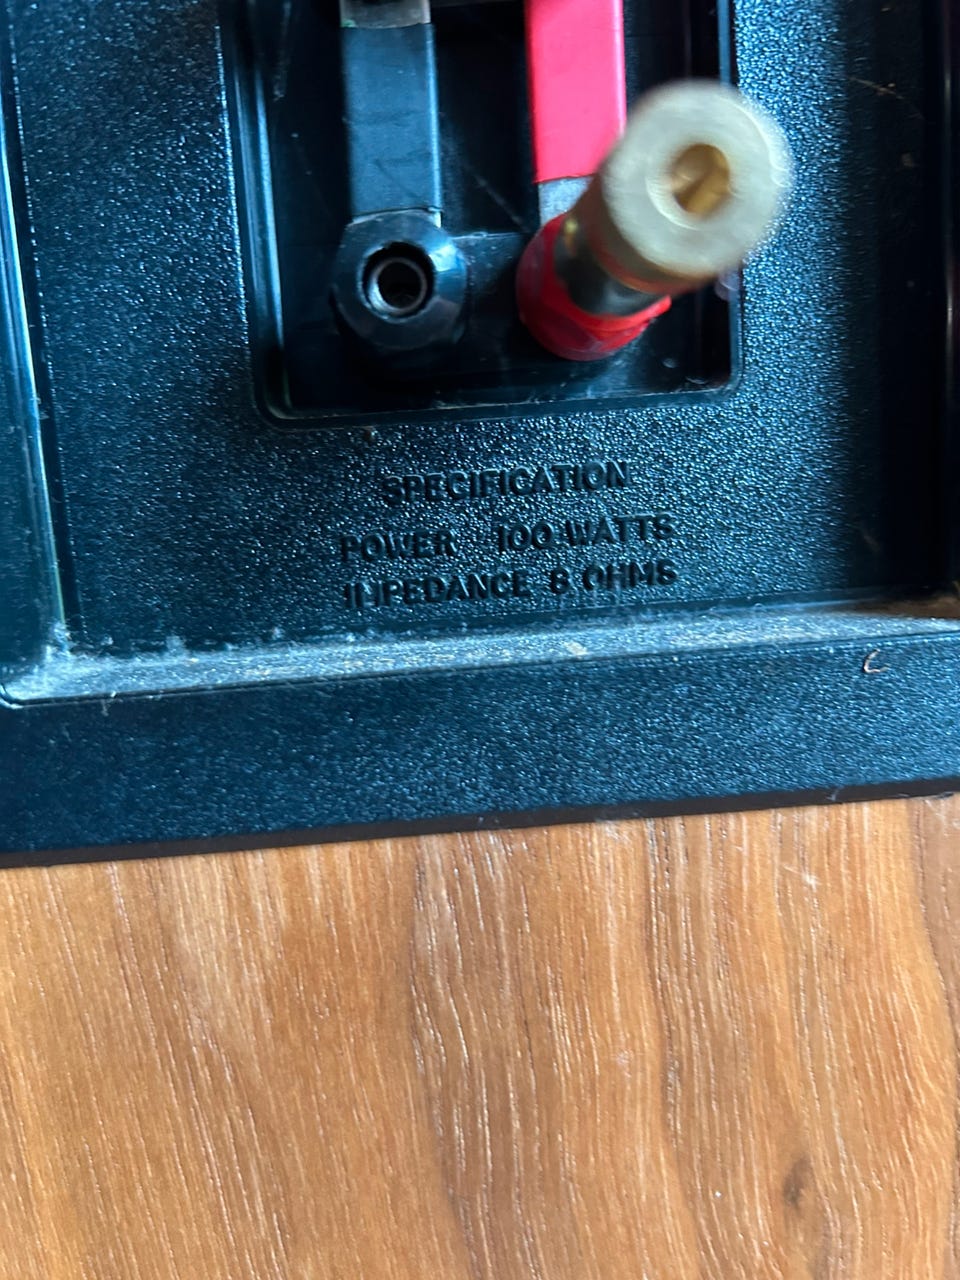 SPECIFICATION
POWER 100 WATTS
IMPEDANCE 8 OHMS